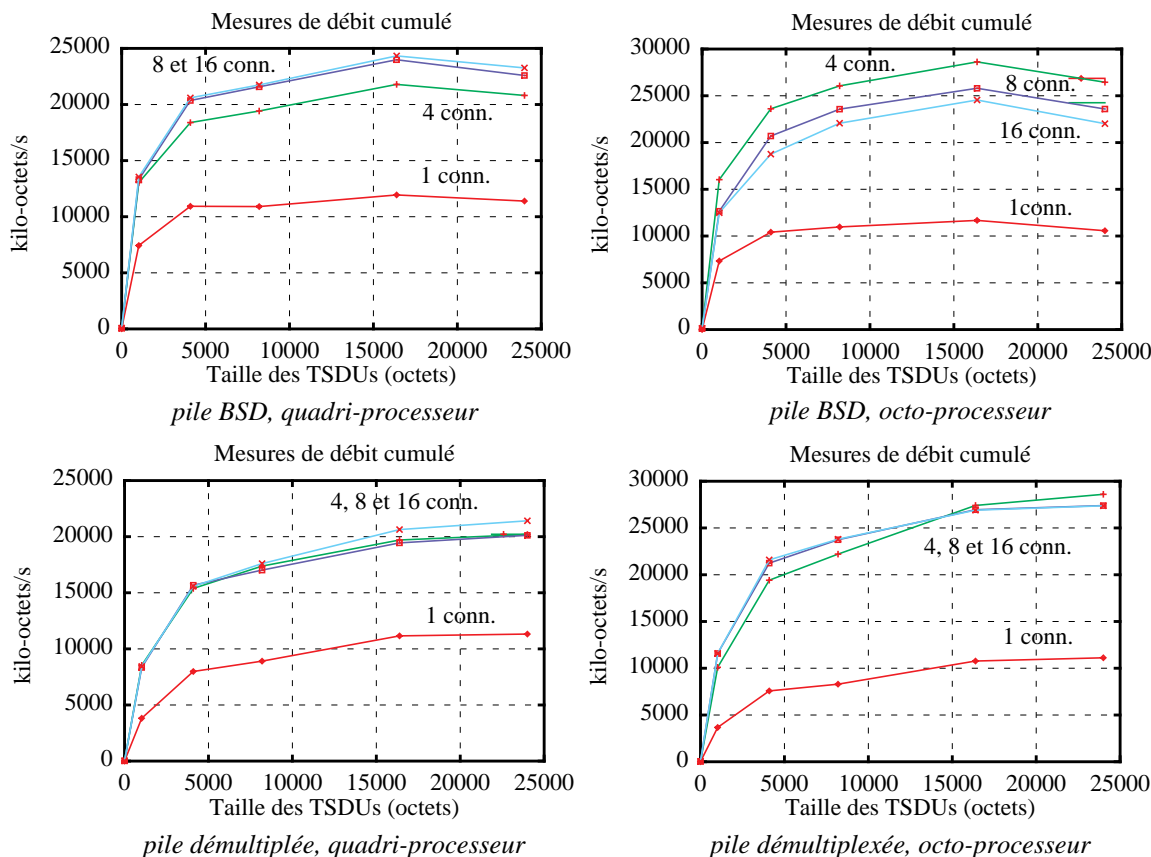 Mesures de débit cumulé
25000
20000
15000
10000
5000
0
kilo-octets/s
8 et 16 conn.
4 conn.
1 conn.
0 5000 10000 15000 20000 25000
Taille des TSDUs (octets)
pile BSD, quadri-processeur
Mesures de débit cumulé
30000
25000
20000
15000
10000
5000
0
kilo-octets/s
4 conn.
8 conn.
16 conn.
1conn.
0 5000 10000 15000 20000 25000
Taille des TSDUs (octets)
pile BSD, octo-processeur
Mesures de débit cumulé
25000
20000
15000
10000
5000
0
kilo-octets/s
4, 8 et 16 conn.
1 conn.
0 5000 10000 15000 20000 25000
Taille des TSDUs (octets)
pile démultiplée, quadri-processeur
Mesures de débit cumulé
30000
25000
20000
15000
10000
5000
0
kilo-octets/s
4, 8 et 16 conn.
1 conn.
0 5000 10000 15000 20000 25000
Taille des TSDUs (octets)
pile démultiplexée, octo-processeur